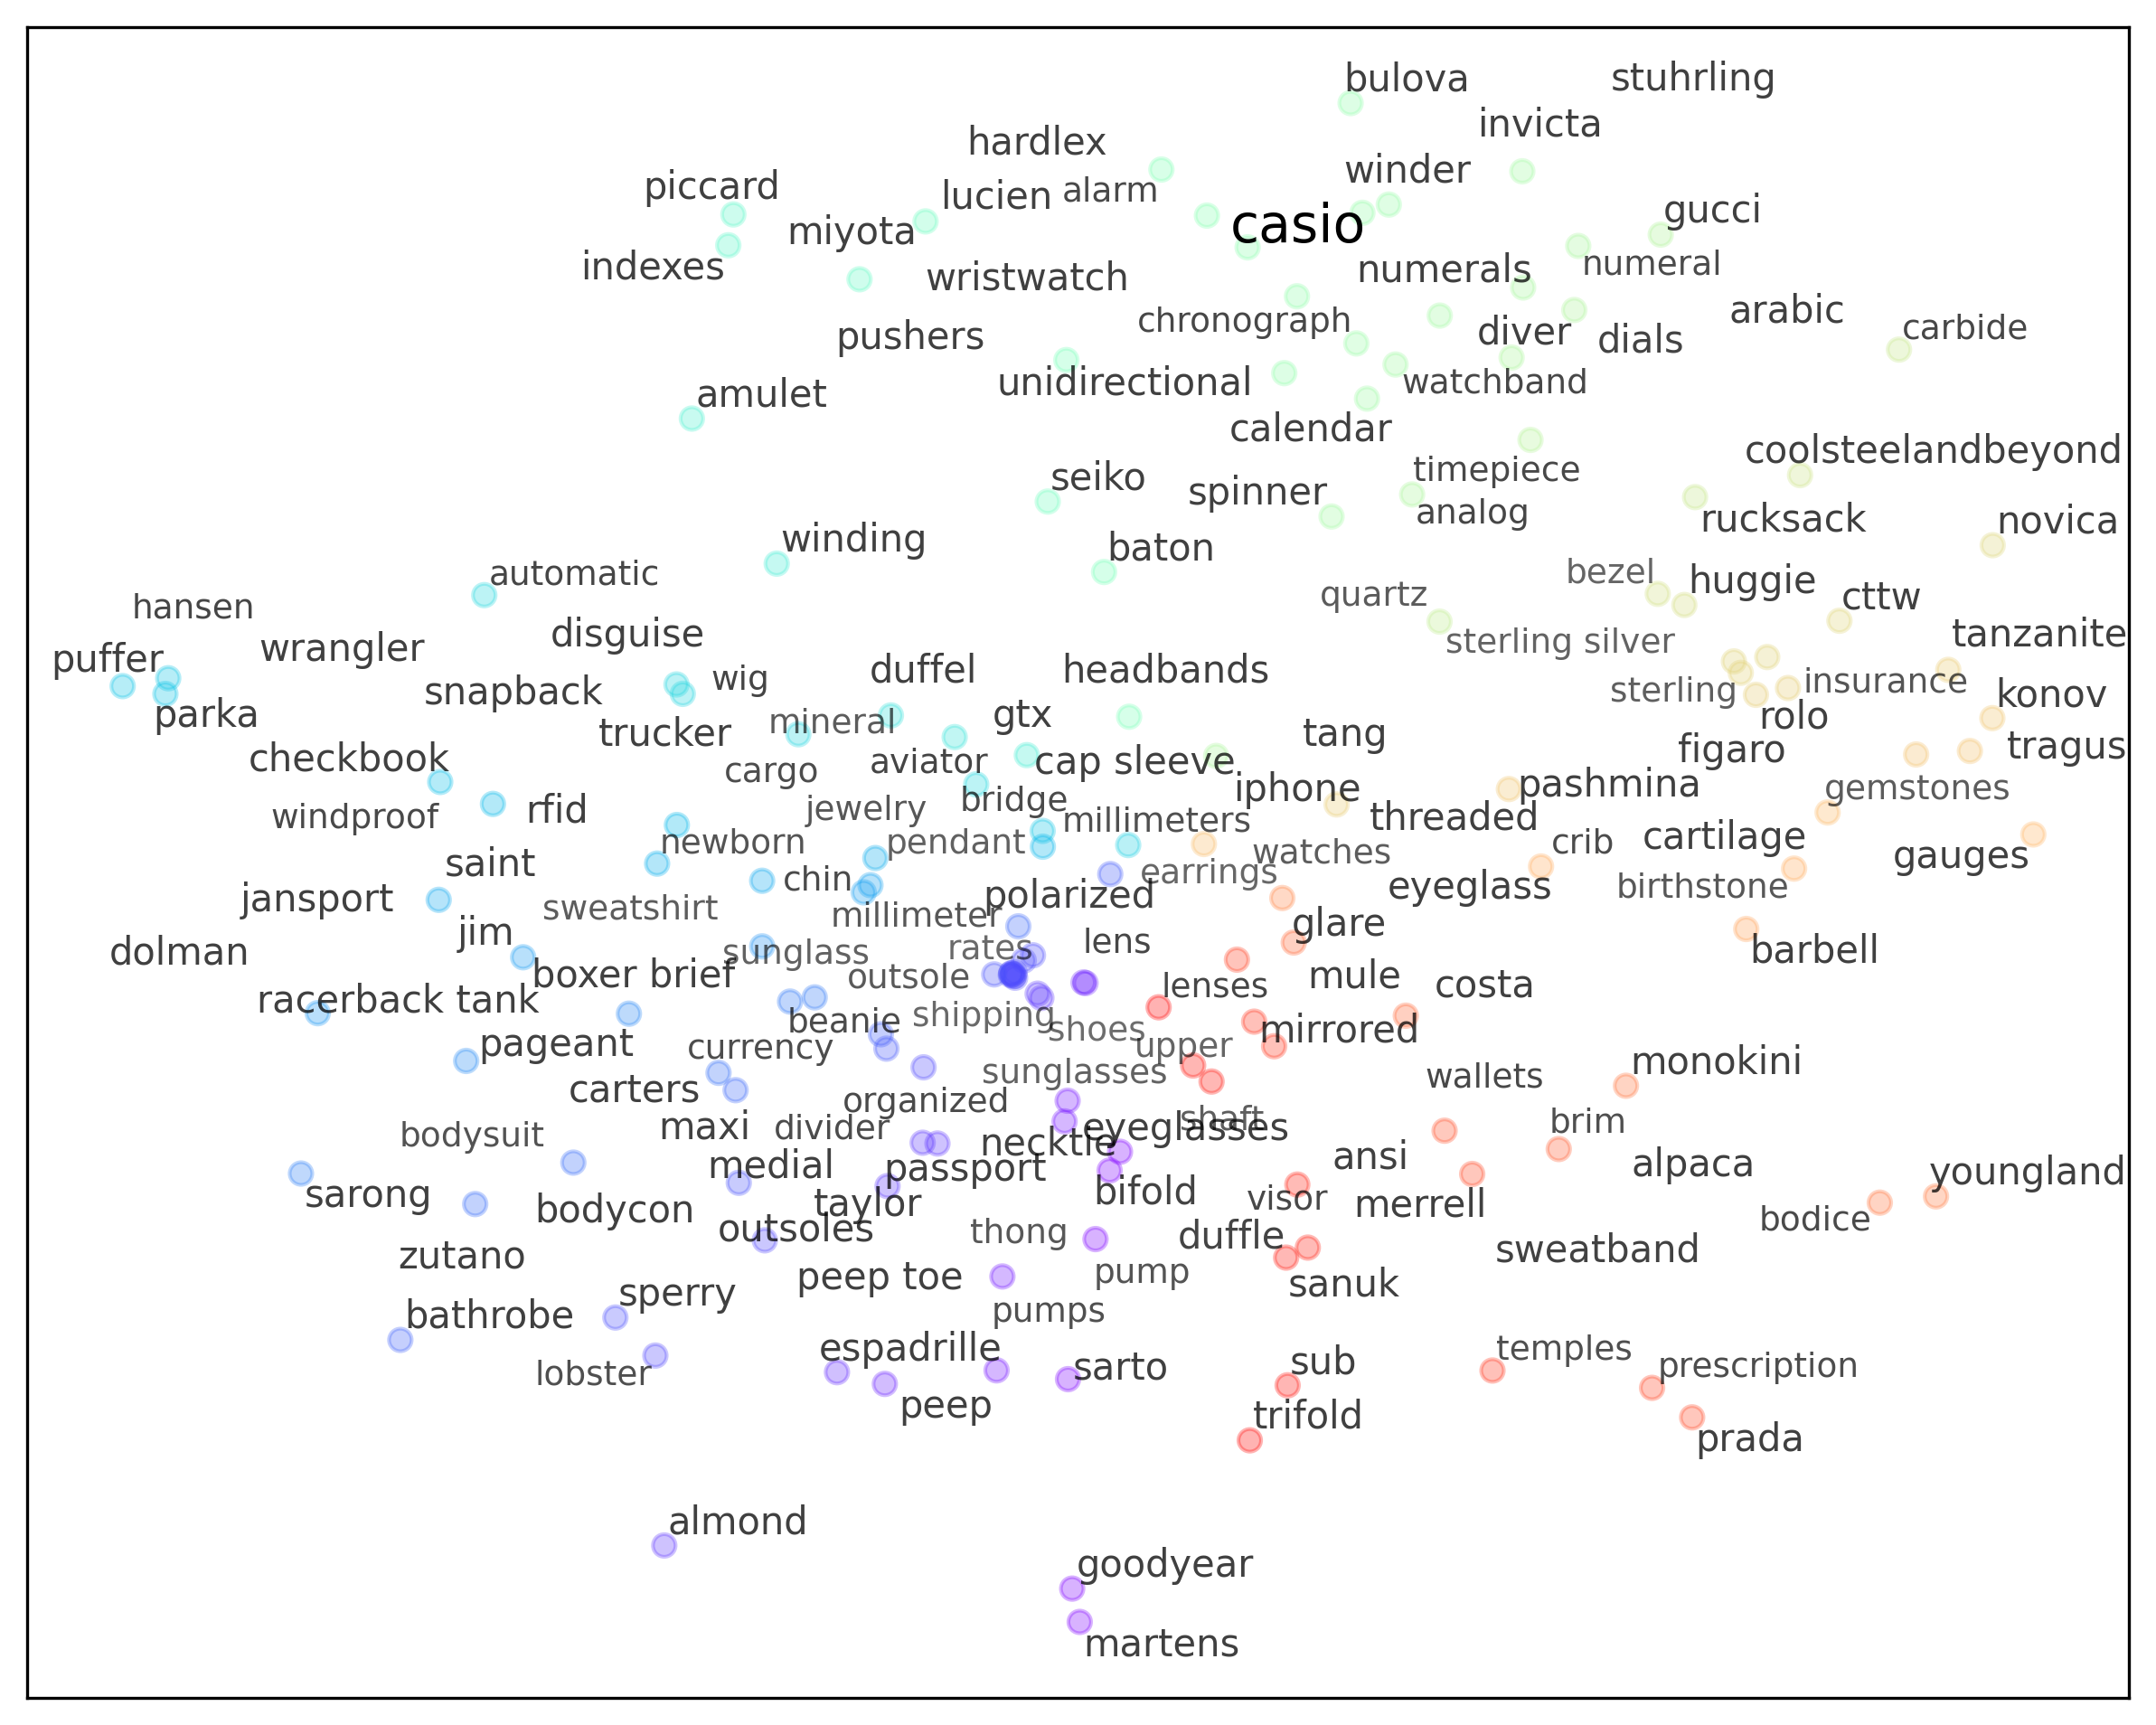 bulova
stuhrling
invicta
hardlex
winder
piccard
lucien
alarm
gucci
casio
miyota
indexes
numerals
numeral
wristwatch
arabic
chronograph
carbide
pushers
diver
dials
unidirectional
watchband
amulet
calendar
coolsteelandbeyond
timepiece
seiko
spinner
analog
rucksack
novica
winding
baton
automatic
bezel
huggie
quartz
cttw
hansen
disguise
wrangler
sterling silver
tanzanite
puffer
duffel
headbands
wig
insurance
snapback
sterling
konov
parka
mineral
gtx
rolo
trucker
tang
figaro
tragus
checkbook
aviator
cap sleeve
cargo
iphone
pashmina
gemstones
bridge
rfid
jewelry
windproof
millimeters
threaded
newborn
pendant
crib
cartilage
watches
gauges
saint
chin
earrings
eyeglass
birthstone
polarized
jansport
sweatshirt
millimeter
glare
jim
lens
rates
dolman
sunglass
barbell
boxer brief
outsole
mule
costa
lenses
racerback tank
beanie
shipping
shoes
mirrored
pageant
currency
upper
monokini
sunglasses
wallets
carters
organized
shaft
brim
maxi
divider
eyeglasses
bodysuit
necktie
ansi
medial
passport
alpaca
youngland
bifold
visor
sarong
taylor
merrell
bodycon
bodice
outsoles
thong
duffle
sweatband
zutano
peep toe
pump
sanuk
sperry
pumps
bathrobe
espadrille
temples
sub
sarto
prescription
lobster
peep
trifold
prada
almond
goodyear
martens